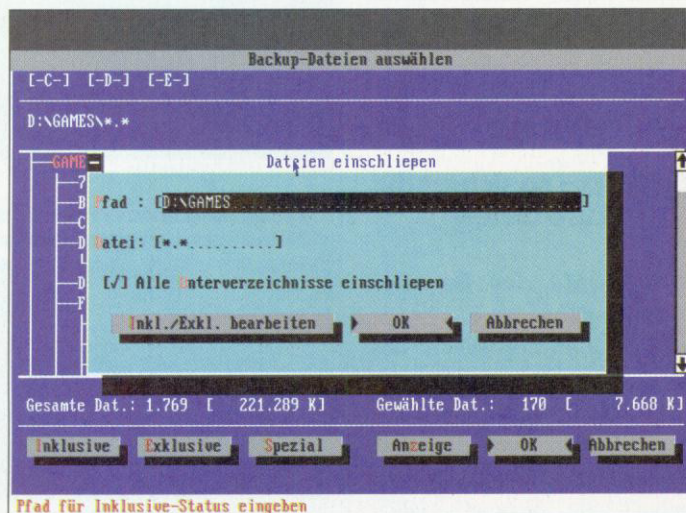 Backup-Dateien auswählen
[-C-] [-D-] [-E-]
D:\GAMES\*.*
GAME
Dateien einschließen
7
B
Pfad : [D:\GAMES......]
C
D
Datei: [*.*..........]
D
[√] Alle Unterverzeichnisse einschließen
F
Inkl./Exkl. bearbeiten
OK
Abbrechen
Gesamte Dat.: 1.769 [ 221.289 K]
Gewählte Dat.: 170 [ 7.668 K]
Inklusive
Exklusive
Spezial
Anzeige
OK
Abbrechen
Pfad für Inklusive-Status eingeben